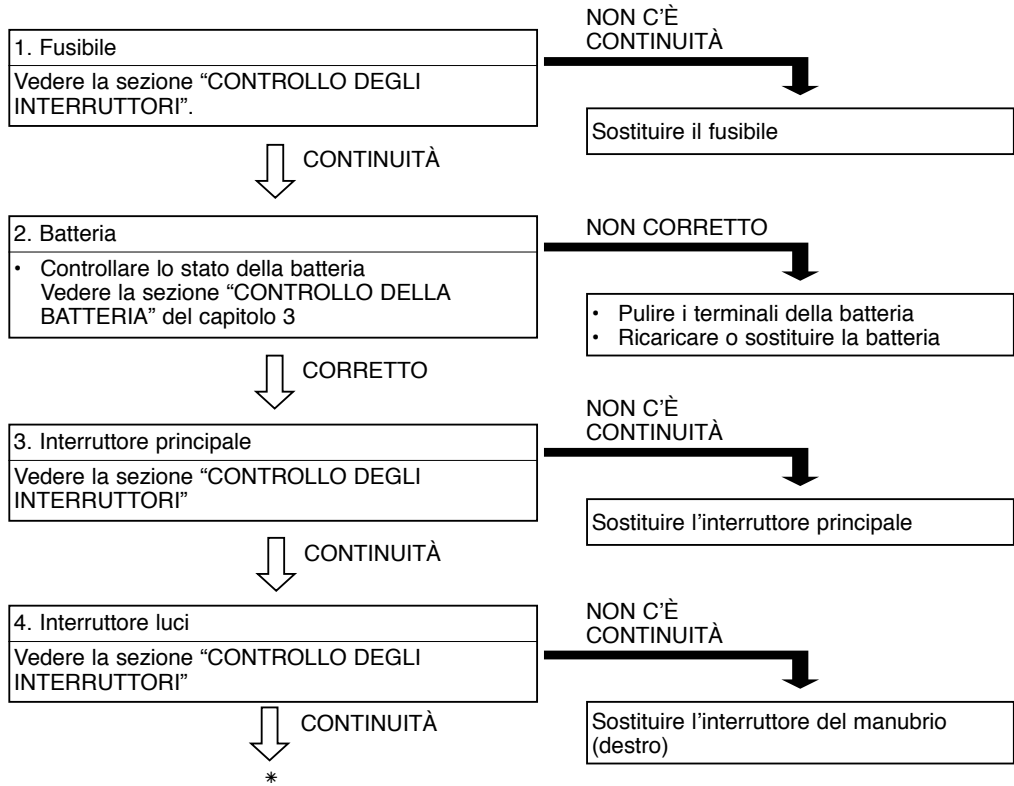 1. Fusibile
Vedere la sezione “CONTROLLO DEGLI
INTERRUTTORI”.
NON C’È
CONTINUITÀ
Sostituire il fusibile
CONTINUITÀ
2. Batteria
• Controllare lo stato della batteria
Vedere la sezione “CONTROLLO DELLA
BATTERIA” del capitolo 3
NON CORRETTO
• Pulire i terminali della batteria
• Ricaricare o sostituire la batteria
CORRETTO
3. Interruttore principale
Vedere la sezione “CONTROLLO DEGLI
INTERRUTTORI”
NON C’È
CONTINUITÀ
Sostituire l’interruttore principale
CONTINUITÀ
4. Interruttore luci
Vedere la sezione “CONTROLLO DEGLI
INTERRUTTORI”
NON C’È
CONTINUITÀ
Sostituire l’interruttore del manubrio
(destro)
CONTINUITÀ
*